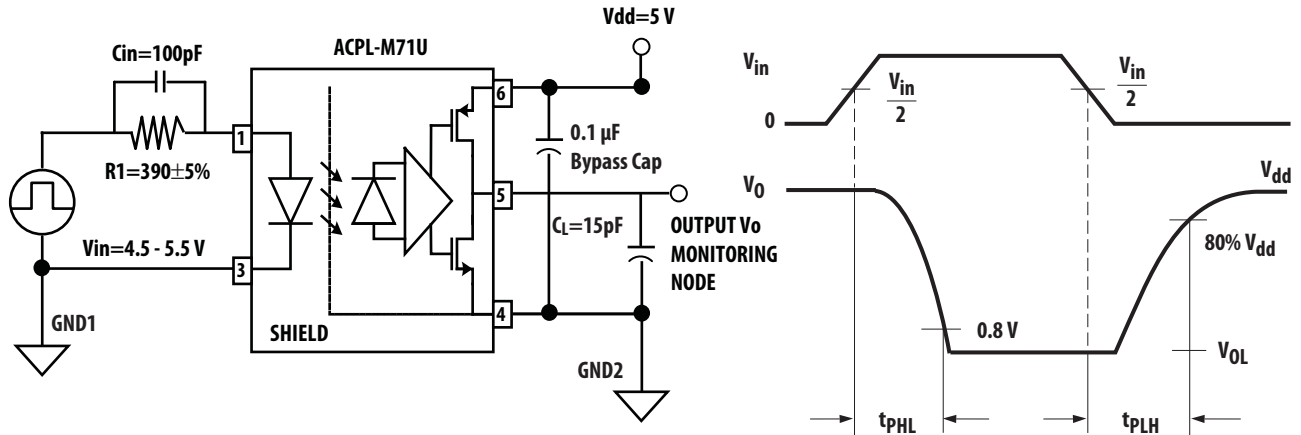 Vdd=5 V
ACPL-M71U
Cin=100pF
R1=390±5%
1
6
0.1 µF
Bypass Cap
5
CL=15pF
OUTPUT Vo
MONITORING
NODE
Vin=4.5 - 5.5 V
3
4
GND1
SHIELD
GND2
Vin
Vin
2
Vin
2
0
VO
Vdd
80% Vdd
0.8 V
VOL
tPHL
tPLH